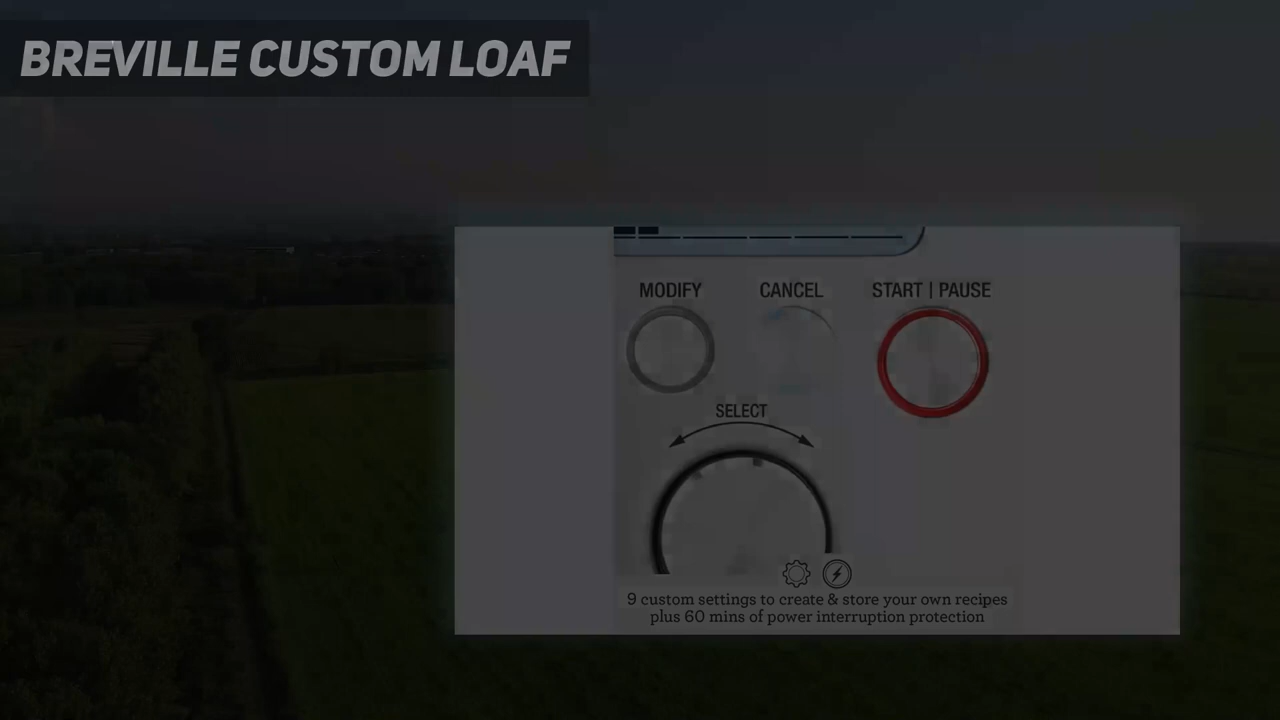 BREVILLE CUSTOM LOAF
MODIFY
CANCEL
START | PAUSE
SELECT
9 custom settings to create & store your own recipes
plus 60 mins of power interruption protection